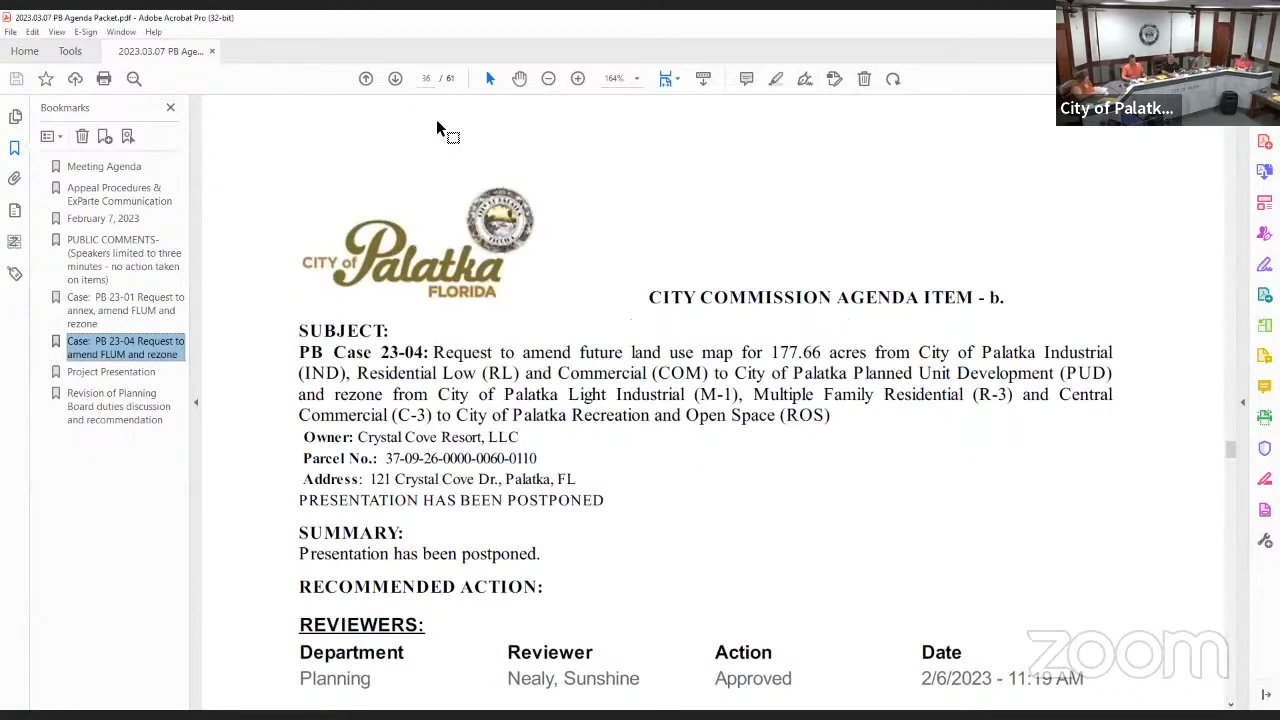 2023.03.07 PB Agenda Packet.pdf - Adobe Acrobat Pro (32-bit)
File Edit View E-Sign Window Help
Home Tools 2023.03.07 PB Age... ×
36 / 61 164%
City of Palatk...
Bookmarks
Meeting Agenda
Appeal Procedures &
ExParte Communication
February 7, 2023
PUBLIC COMMENTS-
(Speakers limited to three
minutes - no action taken
on items)
Case: PB 23-01 Request to
annex, amend FLUM and
rezone
Case: PB 23-04 Request to
amend FLUM and rezone
Project Presentation
Revision of Planning
Board duties discussion
and recommendation
CITY of Palatka
FLORIDA
CITY COMMISSION AGENDA ITEM - b.
SUBJECT:
PB Case 23-04: Request to amend future land use map for 177.66 acres from City of Palatka Industrial
(IND), Residential Low (RL) and Commercial (COM) to City of Palatka Planned Unit Development (PUD)
and rezone from City of Palatka Light Industrial (M-1), Multiple Family Residential (R-3) and Central
Commercial (C-3) to City of Palatka Recreation and Open Space (ROS)
Owner: Crystal Cove Resort, LLC
Parcel No.: 37-09-26-0000-0060-0110
Address: 121 Crystal Cove Dr., Palatka, FL
PRESENTATION HAS BEEN POSTPONED
SUMMARY:
Presentation has been postponed.
RECOMMENDED ACTION:
REVIEWERS:
Department Reviewer Action Date
Planning Nealy, Sunshine Approved 2/6/2023 - 11:19 AM
zoom